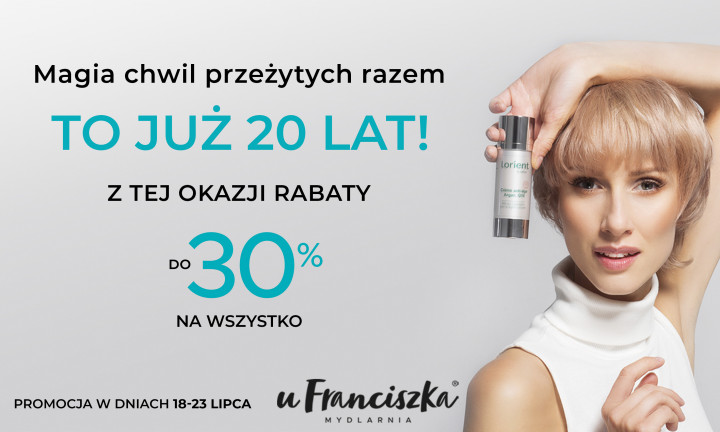 Magia chwil przeżytych razem
TO JUŻ 20 LAT!
Z TEJ OKAZJI RABATY
DO 30%
NA WSZYSTKO
PROMOCJA W DNIACH 18-23 LIPCA
u Franciszka®
MYDLARNIA
Lorient